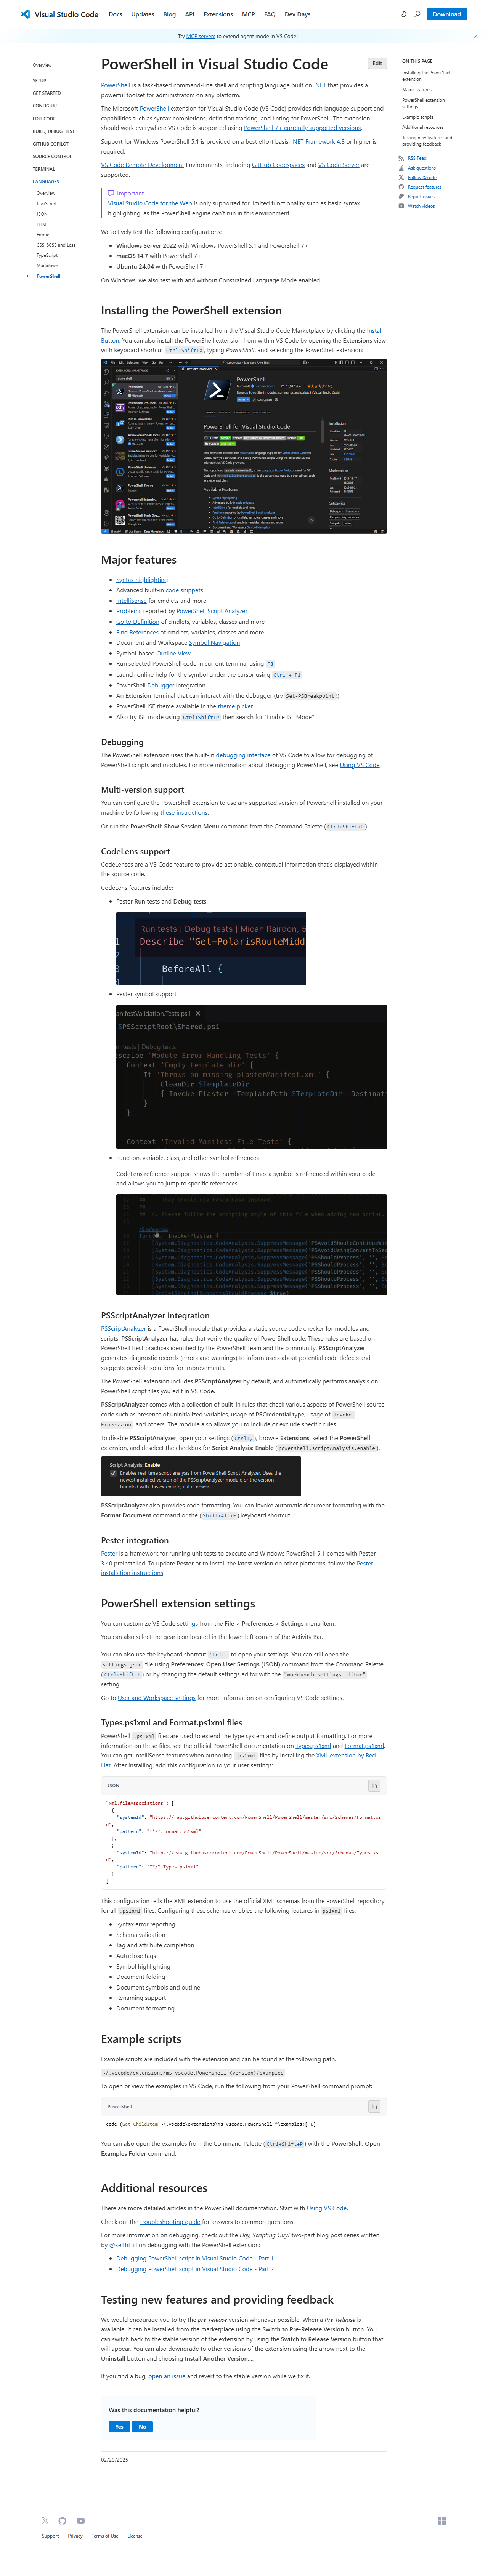 Visual Studio Code
Docs
Updates
Blog
API
Extensions
MCP
FAQ
Dev Days
Download
Try MCP servers to extend agent mode in VS Code!
Overview
SETUP
GET STARTED
CONFIGURE
EDIT CODE
BUILD, DEBUG, TEST
GITHUB COPILOT
SOURCE CONTROL
TERMINAL
LANGUAGES
Overview
JavaScript
JSON
HTML
Emmet
CSS, SCSS and Less
TypeScript
Markdown
PowerShell
PowerShell in Visual Studio Code
Edit
PowerShell is a task-based command-line shell and scripting language built on .NET that provides a
powerful toolset for administrators on any platform.
The Microsoft PowerShell extension for Visual Studio Code (VS Code) provides rich language support and
capabilities such as syntax completions, definition tracking, and linting for PowerShell. The extension
should work everywhere VS Code is supported using PowerShell 7+ currently supported versions.
Support for Windows PowerShell 5.1 is provided on a best effort basis. .NET Framework 4.8 or higher is
required.
VS Code Remote Development Environments, including GitHub Codespaces and VS Code Server are
supported.
Important
Visual Studio Code for the Web is supported for limited functionality such as basic syntax
highlighting, as the PowerShell engine can't run in this environment.
We actively test the following configurations:
Windows Server 2022 with Windows PowerShell 5.1 and PowerShell 7+
macOS 14.7 with PowerShell 7+
Ubuntu 24.04 with PowerShell 7+
On Windows, we also test with and without Constrained Language Mode enabled.
Installing the PowerShell extension
The PowerShell extension can be installed from the Visual Studio Code Marketplace by clicking the Install
Button. You can also install the PowerShell extension from within VS Code by opening the Extensions view
with keyboard shortcut Ctrl+Shift+X, typing PowerShell, and selecting the PowerShell extension:
PowerShell
PowerShell for Visual Studio Code
Available Features
Major features
Syntax highlighting
Advanced built-in code snippets
IntelliSense for cmdlets and more
Problems reported by PowerShell Script Analyzer
Go to Definition of cmdlets, variables, classes and more
Find References of cmdlets, variables, classes and more
Document and Workspace Symbol Navigation
Symbol-based Outline View
Run selected PowerShell code in current terminal using F8
Launch online help for the symbol under the cursor using Ctrl + F1
PowerShell Debugger integration
An Extension Terminal that can interact with the debugger (try Set-PSBreakpoint!)
PowerShell ISE theme available in the theme picker
Also try ISE mode using Ctrl+Shift+P then search for "Enable ISE Mode"
Debugging
The PowerShell extension uses the built-in debugging interface of VS Code to allow for debugging of
PowerShell scripts and modules. For more information about debugging PowerShell, see Using VS Code.
Multi-version support
You can configure the PowerShell extension to use any supported version of PowerShell installed on your
machine by following these instructions.
Or run the PowerShell: Show Session Menu command from the Command Palette (Ctrl+Shift+P).
CodeLens support
CodeLenses are a VS Code feature to provide actionable, contextual information that's displayed within
the source code.
CodeLens features include:
Pester Run tests and Debug tests.
Run tests | Debug tests | Micah Rairdon, 5
1 Describe "Get-PolarisRouteMidd
2
3 BeforeAll {
Pester symbol support
anifestValidation.Tests.ps1
$PSScriptRoot\Shared.ps1
n tests | Debug tests
scribe 'Module Error Handling Tests' {
Context 'Empty template dir' {
It 'Throws on missing plasterManifest.xml' {
CleanDir $TemplateDir
{ Invoke-Plaster -TemplatePath $TemplateDir -Destination
}
}
Context 'Invalid Manifest File Tests' {
Function, variable, class, and other symbol references
CodeLens reference support shows the number of times a symbol is referenced within your code
and allows you to jump to specific references.
PSScriptAnalyzer integration
PSScriptAnalyzer is a PowerShell module that provides a static source code checker for modules and
scripts. PSScriptAnalyzer has rules that verify the quality of PowerShell code. These rules are based on
PowerShell best practices identified by the PowerShell Team and the community. PSScriptAnalyzer
generates diagnostic records (errors and warnings) to inform users about potential code defects and
suggests possible solutions for improvements.
The PowerShell extension includes PSScriptAnalyzer by default, and automatically performs analysis on
PowerShell script files you edit in VS Code.
PSScriptAnalyzer comes with a collection of built-in rules that check various aspects of PowerShell source
code such as presence of uninitialized variables, usage of PSCredential type, usage of Invoke-
Expression, and others. The module also allows you to include or exclude specific rules.
To disable PSScriptAnalyzer, open your settings (Ctrl+,), browse Extensions, select the PowerShell
extension, and deselect the checkbox for Script Analysis: Enable (powershell.scriptAnalysis.enable).
Script Analysis: Enable
Enables real-time script analysis from PowerShell Script Analyzer. Uses the
newest installed version of the PSScriptAnalyzer module or the version
bundled with this extension, if it is newer.
PSScriptAnalyzer also provides code formatting. You can invoke automatic document formatting with the
Format Document command or the (Shift+Alt+F) keyboard shortcut.
Pester integration
Pester is a framework for running unit tests to execute and Windows PowerShell 5.1 comes with Pester
3.40 preinstalled. To update Pester or to install the latest version on other platforms, follow the Pester
installation instructions.
PowerShell extension settings
You can customize VS Code settings from the File > Preferences > Settings menu item.
You can also select the gear icon located in the lower left corner of the Activity Bar.
You can also use the keyboard shortcut Ctrl+, to open your settings. You can still open the
settings.json file using Preferences: Open User Settings (JSON) command from the Command Palette
(Ctrl+Shift+P) or by changing the default settings editor with the "workbench.settings.editor"
setting.
Go to User and Workspace settings for more information on configuring VS Code settings.
Types.ps1xml and Format.ps1xml files
PowerShell .ps1xml files are used to extend the type system and define output formatting. For more
information on these files, see the official PowerShell documentation on Types.ps1xml and Format.ps1xml.
You can get IntelliSense features when authoring .ps1xml files by installing the XML extension by Red
Hat. After installing, add this configuration to your user settings:
JSON
"xml.fileAssociations": [
{
"systemId": "https://raw.githubusercontent.com/PowerShell/PowerShell/master/src/Schemas/Format.xs
d",
"pattern": "**/*.Format.ps1xml"
},
{
"systemId": "https://raw.githubusercontent.com/PowerShell/PowerShell/master/src/Schemas/Types.xs
d",
"pattern": "**/*.Types.ps1xml"
}
]
This configuration tells the XML extension to use the official XML schemas from the PowerShell repository
for all .ps1xml files. Configuring these schemas enables the following features in ps1xml files:
Syntax error reporting
Schema validation
Tag and attribute completion
Autoclose tags
Symbol highlighting
Document folding
Document symbols and outline
Renaming support
Document formatting
Example scripts
Example scripts are included with the extension and can be found at the following path.
~/.vscode/extensions/ms-vscode.PowerShell-<version>/examples
To open or view the examples in VS Code, run the following from your PowerShell command prompt:
PowerShell
code (Get-ChildItem ~\.vscode\extensions\ms-vscode.PowerShell-*\examples)[-1]
You can also open the examples from the Command Palette (Ctrl+Shift+P) with the PowerShell: Open
Examples Folder command.
Additional resources
There are more detailed articles in the PowerShell documentation. Start with Using VS Code.
Check out the troubleshooting guide for answers to common questions.
For more information on debugging, check out the Hey, Scripting Guy! two-part blog post series written
by @keithHill on debugging with the PowerShell extension:
Debugging PowerShell script in Visual Studio Code - Part 1
Debugging PowerShell script in Visual Studio Code - Part 2
Testing new features and providing feedback
We would encourage you to try the pre-release version whenever possible. When a Pre-Release is
available, it can be installed from the marketplace using the Switch to Pre-Release Version button. You
can switch back to the stable version of the extension by using the Switch to Release Version button that
will appear. You can also downgrade to other versions of the extension using the arrow next to the
Uninstall button and choosing Install Another Version....
If you find a bug, open an issue and revert to the stable version while we fix it.
Was this documentation helpful?
Yes
No
02/20/2025
ON THIS PAGE
Installing the PowerShell
extension
Major features
PowerShell extension
settings
Example scripts
Additional resources
Testing new features and
providing feedback
RSS Feed
Ask questions
Follow @code
Request features
Report issues
Watch videos
Support
Privacy
Terms of Use
License